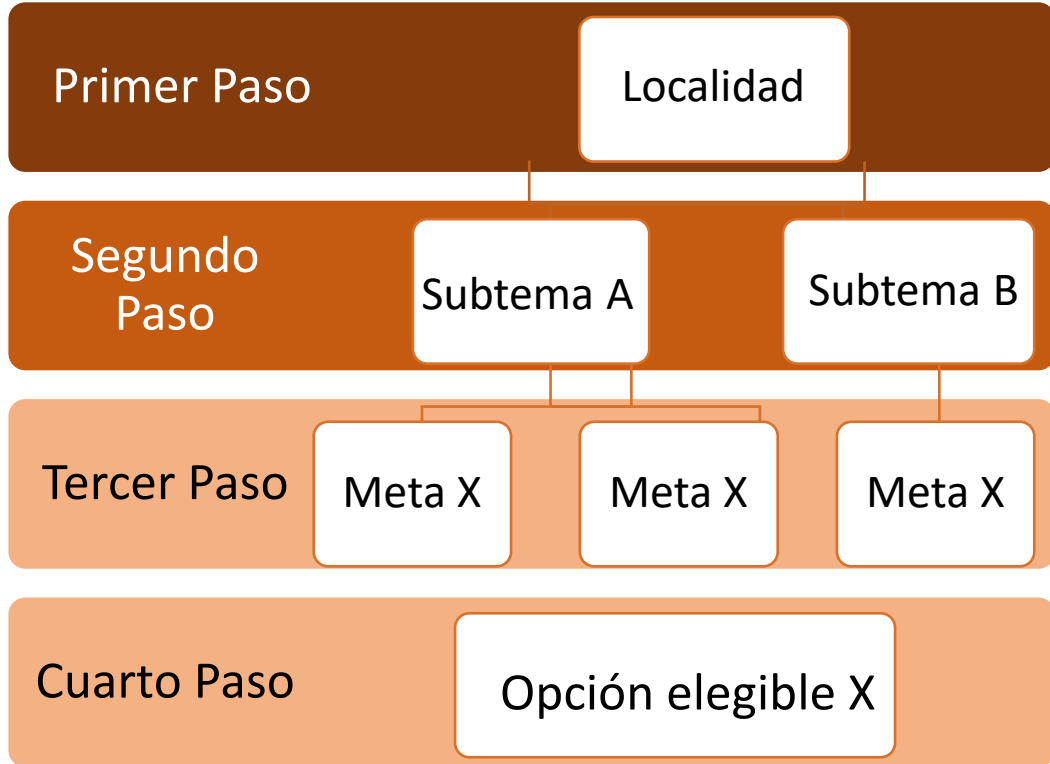 Primer Paso
Localidad
Segundo
Paso
Subtema A
Subtema B
Tercer Paso
Meta X
Meta X
Meta X
Cuarto Paso
Opción elegible X